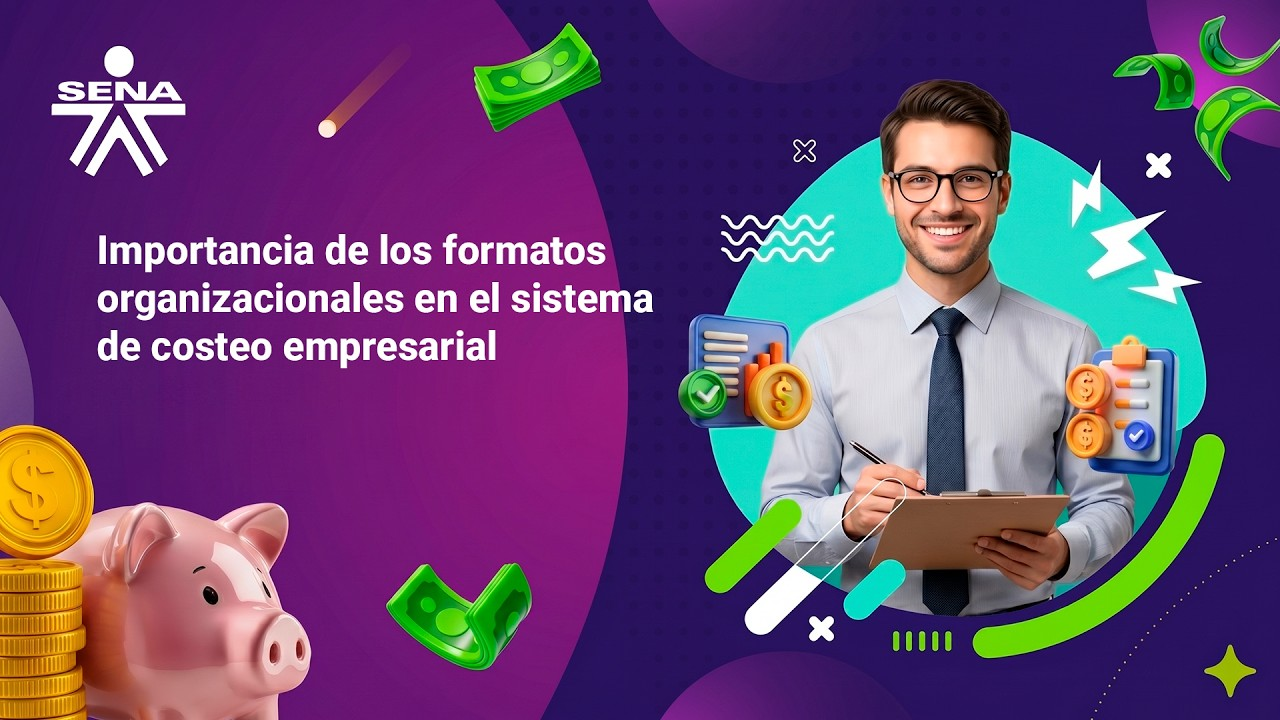 SENA
Importancia de los formatos
organizacionales en el sistema
de costeo empresarial